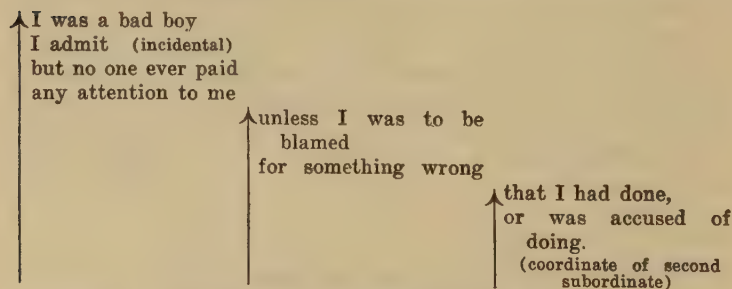 I was a bad boy
I admit (incidental)
but no one ever paid
any attention to me
unless I was to be
blamed
for something wrong
that I had done,
or was accused of
doing.
(coordinate of second
subordinate)